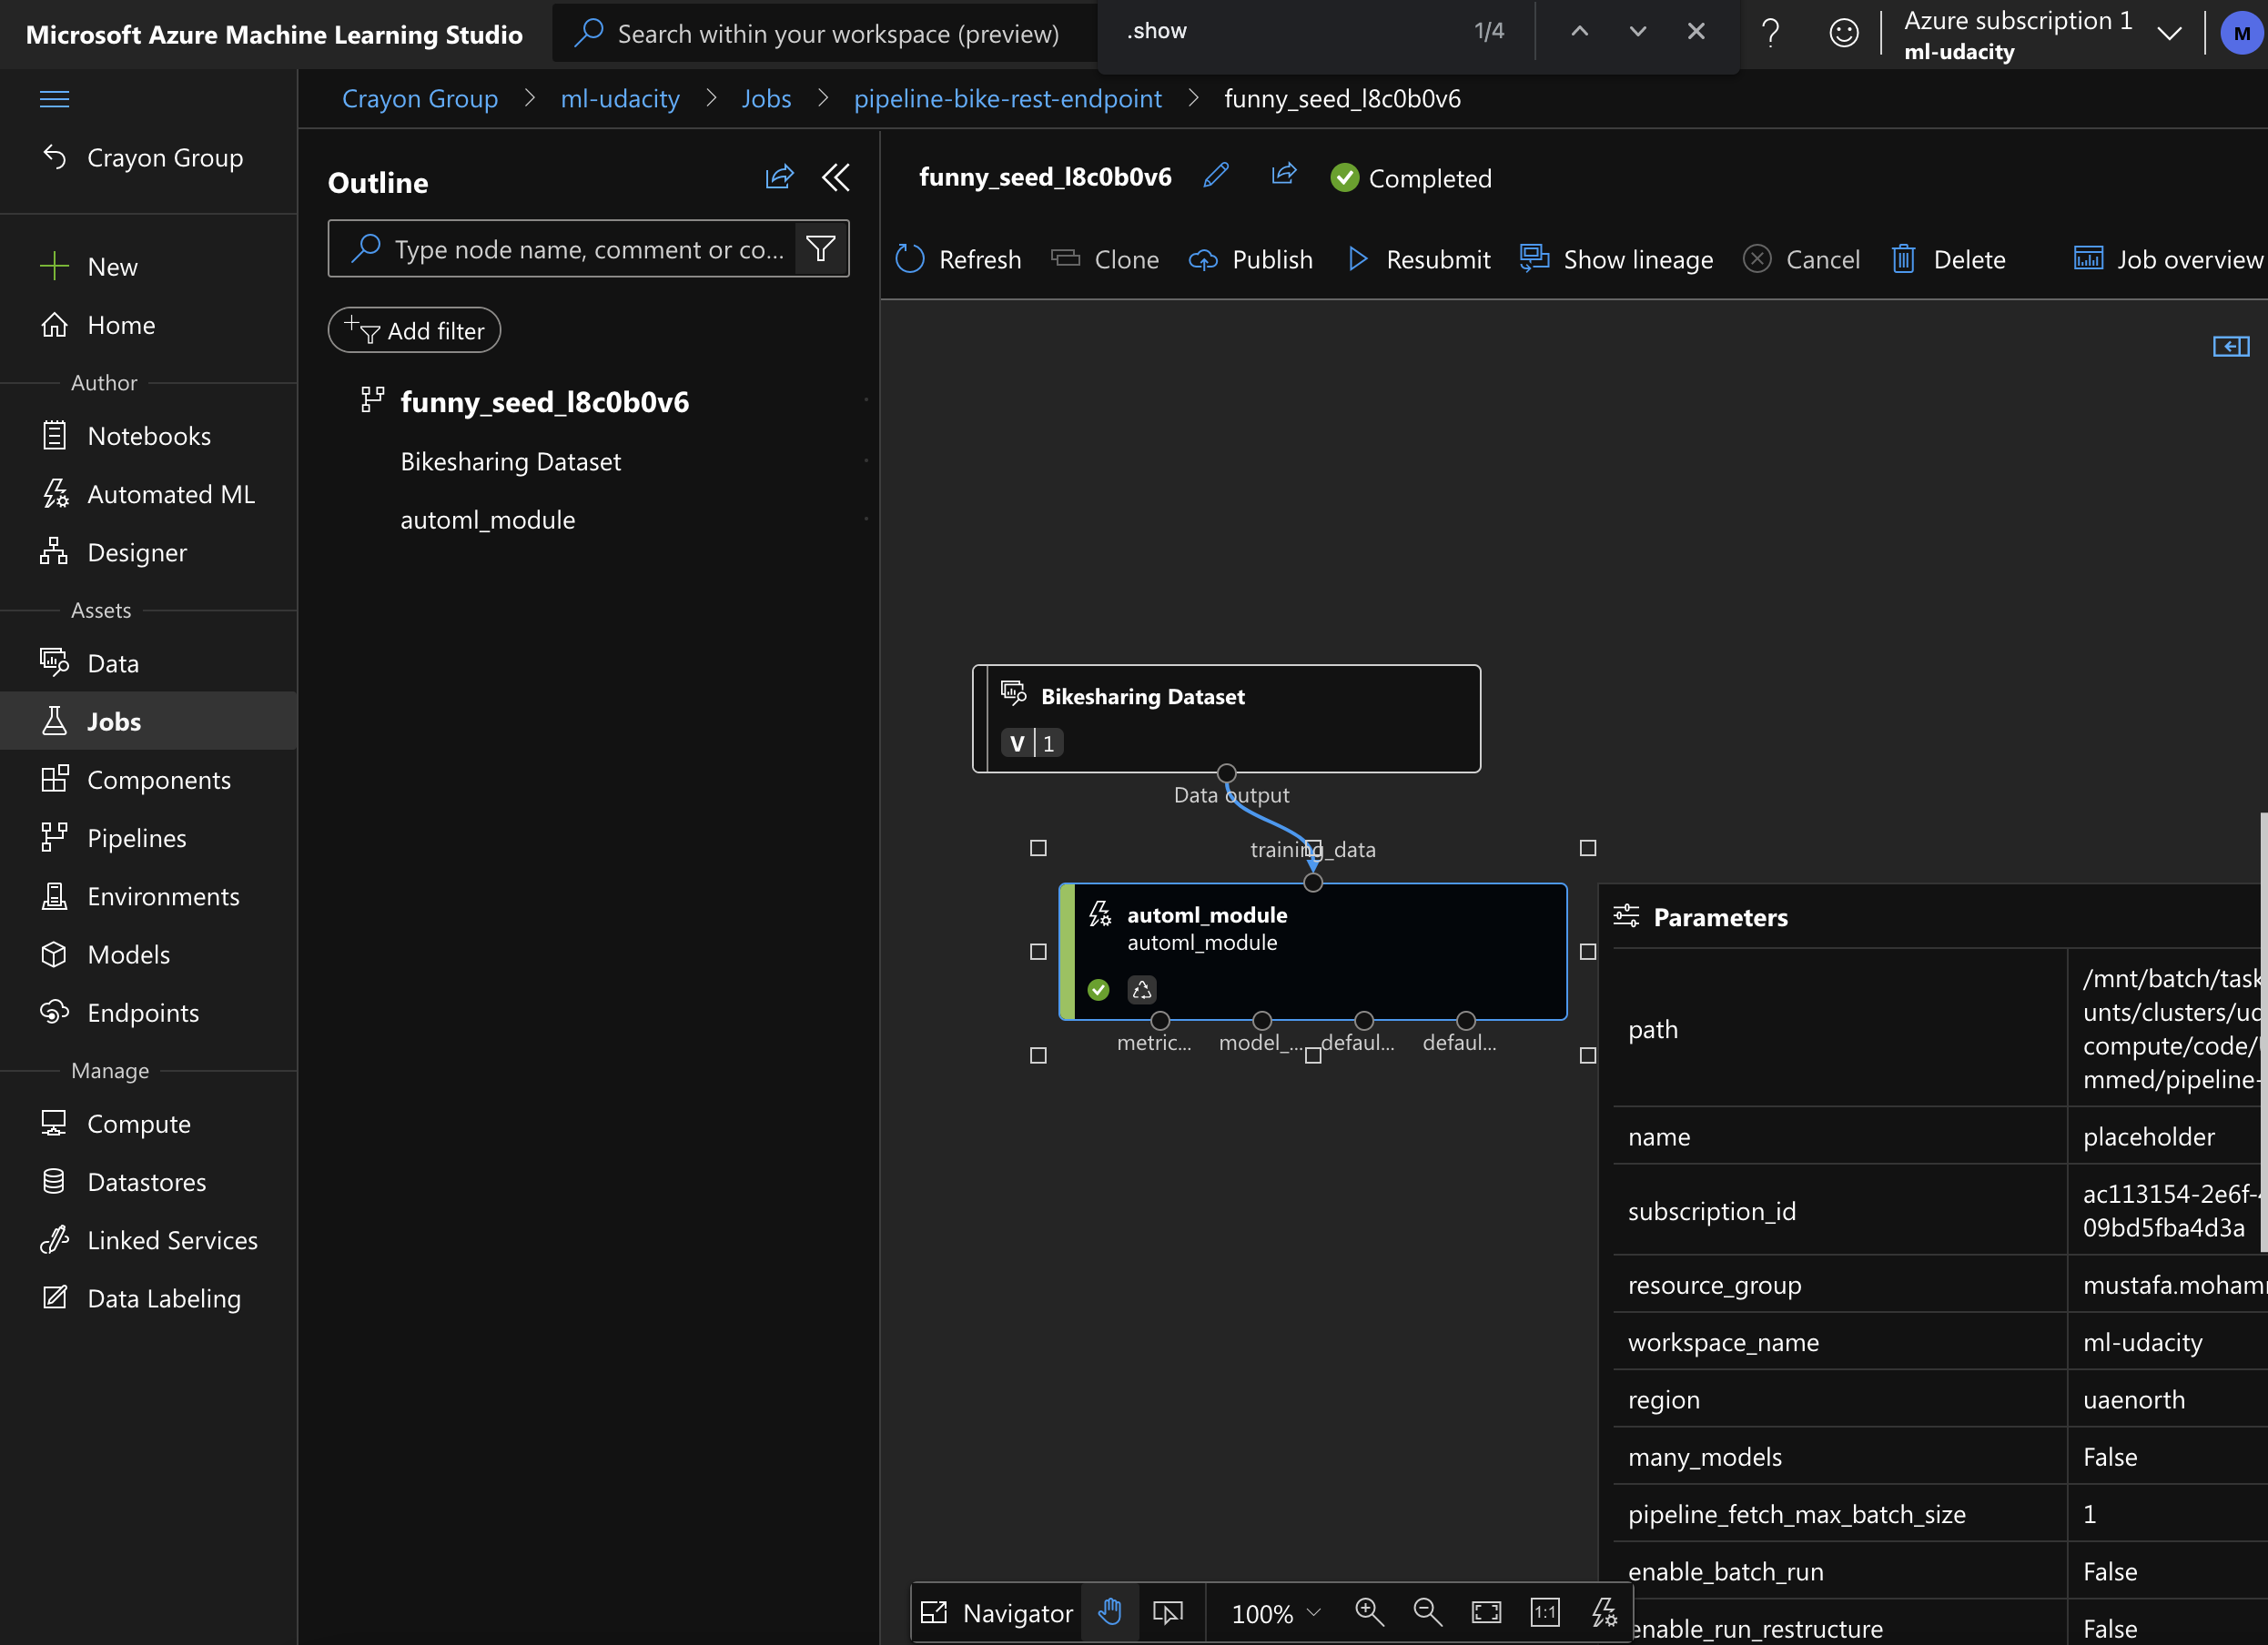 Microsoft Azure Machine Learning Studio
Search within your workspace (preview)
.show
1/4
?
Azure subscription 1
ml-udacity
M
Crayon Group > ml-udacity > Jobs > pipeline-bike-rest-endpoint > funny_seed_l8c0b0v6
Crayon Group
New
Home
Author
Notebooks
Automated ML
Designer
Assets
Data
Jobs
Components
Pipelines
Environments
Models
Endpoints
Manage
Compute
Datastores
Linked Services
Data Labeling
Outline
Type node name, comment or co...
Add filter
funny_seed_l8c0b0v6
Bikesharing Dataset
automl_module
funny_seed_l8c0b0v6
Completed
Refresh
Clone
Publish
Resubmit
Show lineage
Cancel
Delete
Job overview
Bikesharing Dataset
V 1
Data output
training_data
automl_module
automl_module
metric...
model_...
defaul...
defaul...
Parameters
path
/mnt/batch/task
unts/clusters/ud
compute/code/
mmed/pipeline-
name
placeholder
subscription_id
ac113154-2e6f-
09bd5fba4d3a
resource_group
mustafa.moham
workspace_name
ml-udacity
region
uaenorth
many_models
False
pipeline_fetch_max_batch_size
1
enable_batch_run
False
enable_run_restructure
False
Navigator
100%
1:1